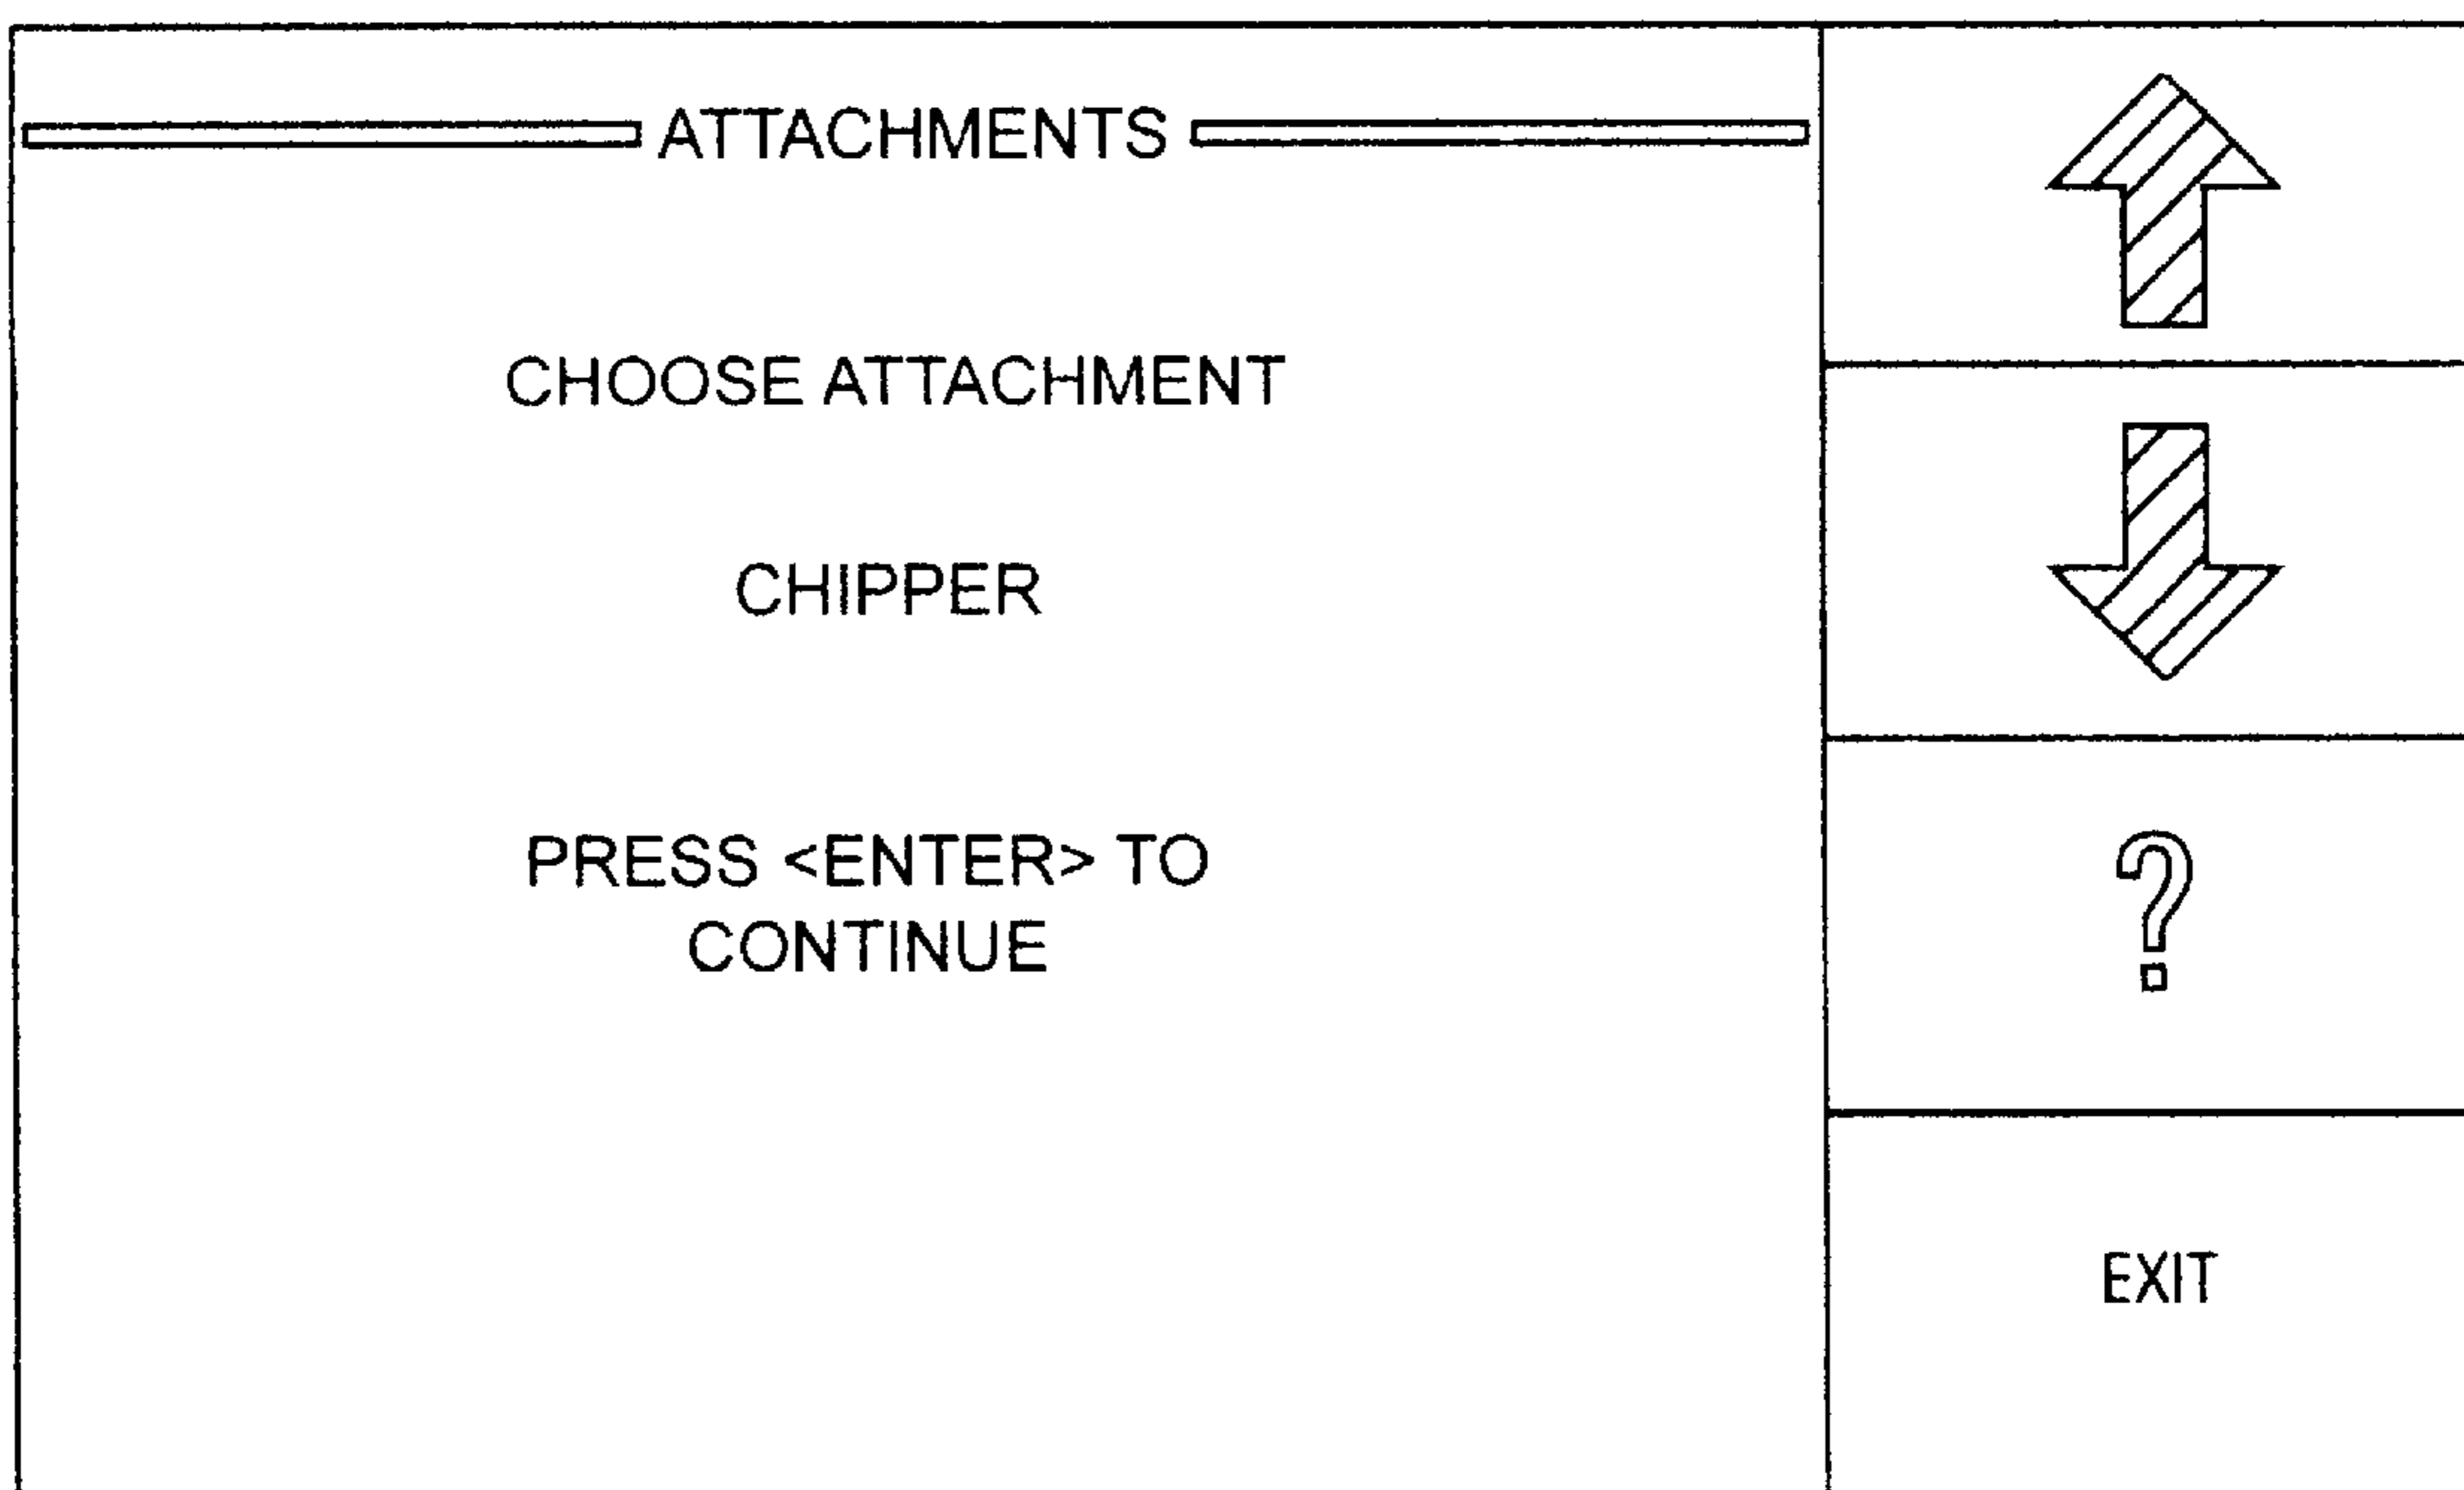 ATTACHMENTS
CHOOSE ATTACHMENT
CHIPPER
PRESS <ENTER> TO
CONTINUE
?
EXIT